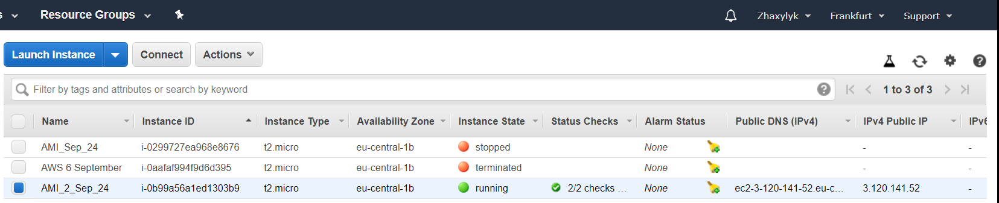 s Resource Groups Zhaxylyk Frankfurt Support
Launch Instance Connect Actions
Filter by tags and attributes or search by keyword 1 to 3 of 3
Name Instance ID Instance Type Availability Zone Instance State Status Checks Alarm Status Public DNS (IPv4) IPv4 Public IP IPv6
AMI_Sep_24 i-0299727ea968e8676 t2.micro eu-central-1b stopped None - -
AWS 6 September i-0aafaf994f9d6d395 t2.micro eu-central-1b terminated None - -
AMI_2_Sep_24 i-0b99a56a1ed1303b9 t2.micro eu-central-1b running 2/2 checks ... None ec2-3-120-141-52.eu-c... 3.120.141.52 -